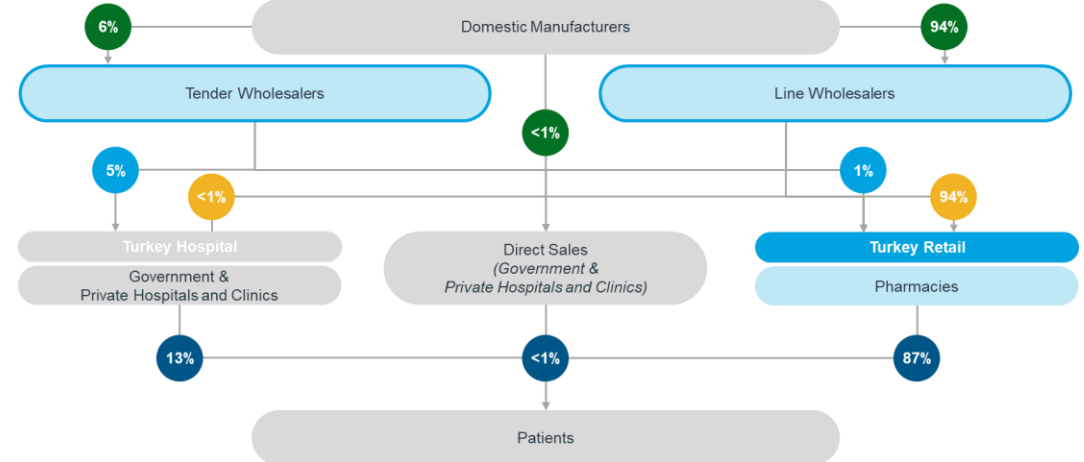 6%
Domestic Manufacturers
94%
Tender Wholesalers
Line Wholesalers
<1%
5%
1%
<1%
94%
Turkey Hospital
Government &
Private Hospitals and Clinics
Direct Sales
(Government &
Private Hospitals and Clinics)
Turkey Retail
Pharmacies
13%
<1%
87%
Patients